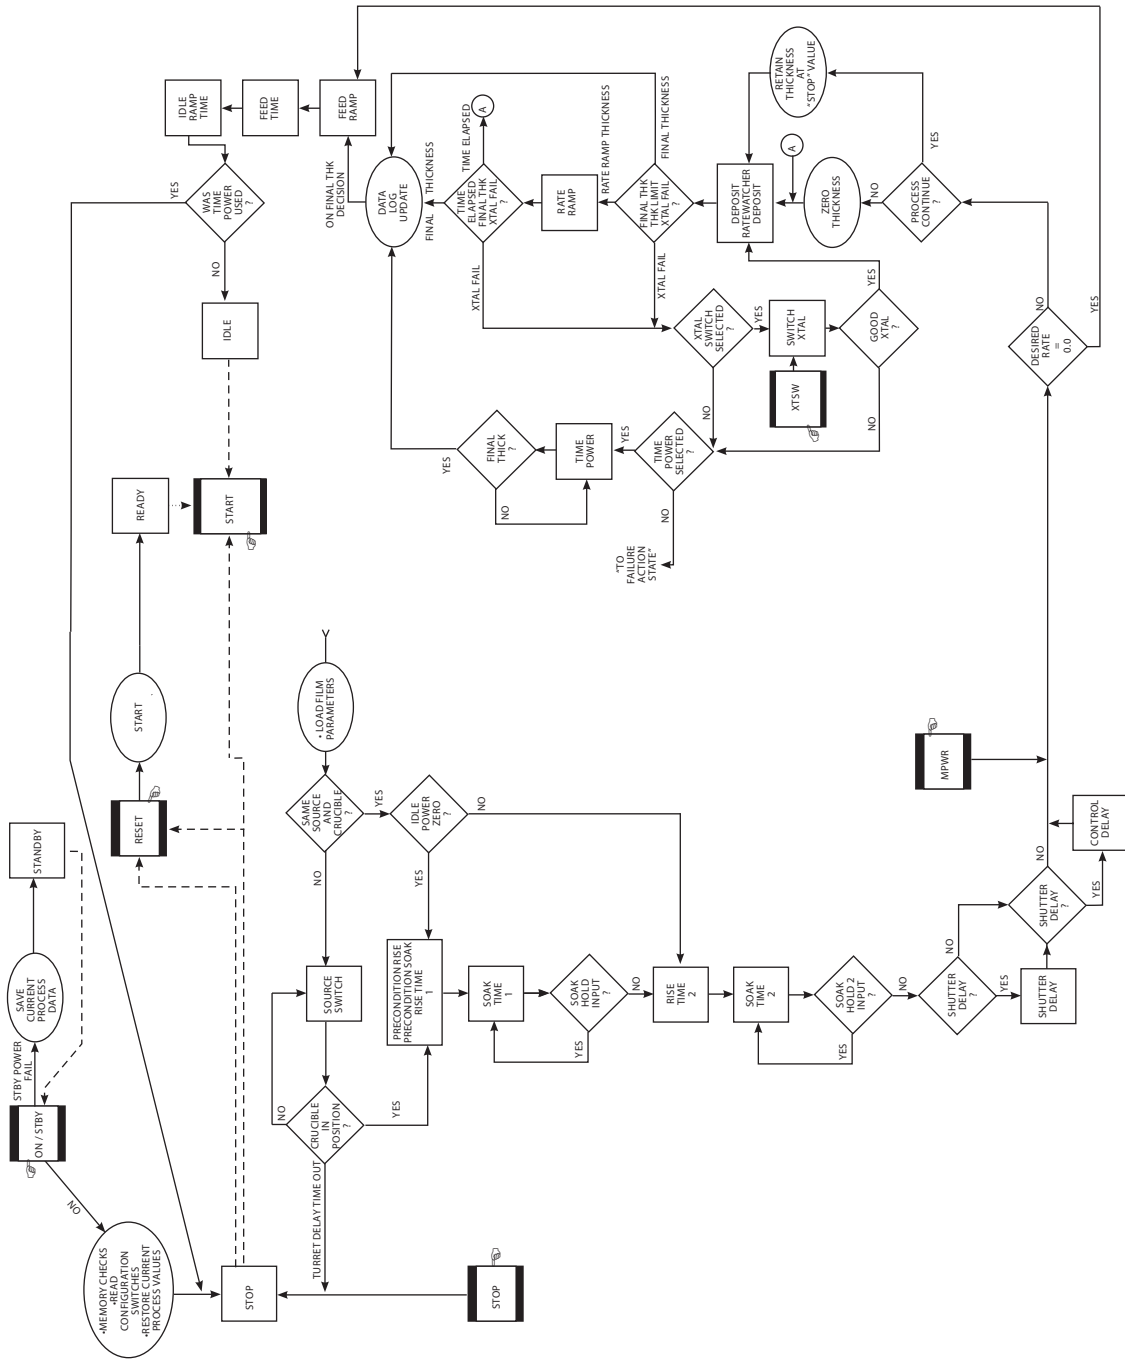 STBY POWER
FAIL
ON / STBY
SAVE
CURRENT
PROCESS
DATA
STANDBY
NO
•MEMORY CHECKS
•READ
CONFIGURATION
SWITCHES
•RESTORE CURRENT
PROCESS VALUES
STOP
RESET
START
READY
START
IDLE
NO
WAS
TIME
POWER
USED
?
YES
IDLE
RAMP
TIME
FEED
TIME
FEED
RAMP
TURRET DELAY TIME OUT
STOP
CRUCIBLE
IN
POSITION
?
NO
YES
SOURCE
SWITCH
NO
SAME
SOURCE
AND
CRUCIBLE
?
YES
• LOAD FILM
PARAMETERS
IDLE
POWER
ZERO
?
YES
NO
PRECONDITION RISE
PRECONDITION SOAK
RISE TIME
1
SOAK
TIME
1
SOAK
HOLD
INPUT
?
YES
NO
RISE
TIME
2
SOAK
TIME
2
SOAK
HOLD 2
INPUT
?
YES
NO
SHUTTER
DELAY
?
NO
YES
SHUTTER
DELAY
SHUTTER
DELAY
?
NO
YES
CONTROL
DELAY
MPWR
DESIRED
RATE
=
0.0
NO
YES
PROCESS
CONTINUE
?
NO
YES
ZERO
THICKNESS
A
RETAIN
THICKNESS
AT
"STOP" VALUE
DEPOSIT
RATEWATCHER
DEPOSIT
FINAL THK
THK LIMIT
XTAL FAIL
?
XTAL FAIL
RATE RAMP THICKNESS
FINAL THICKNESS
RATE
RAMP
TIME
ELAPSED
FINAL THK
XTAL FAIL
?
XTAL FAIL
TIME ELAPSED
A
FINAL THICKNESS
DATA
LOG
UPDATE
ON FINAL THK
DECISION
XTAL
SWITCH
SELECTED
?
YES
NO
SWITCH
XTAL
XTSW
GOOD
XTAL
?
YES
NO
TIME
POWER
SELECTED
?
YES
NO
"TO
FAILURE
ACTION
STATE"
TIME
POWER
FINAL
THICK
?
YES
NO